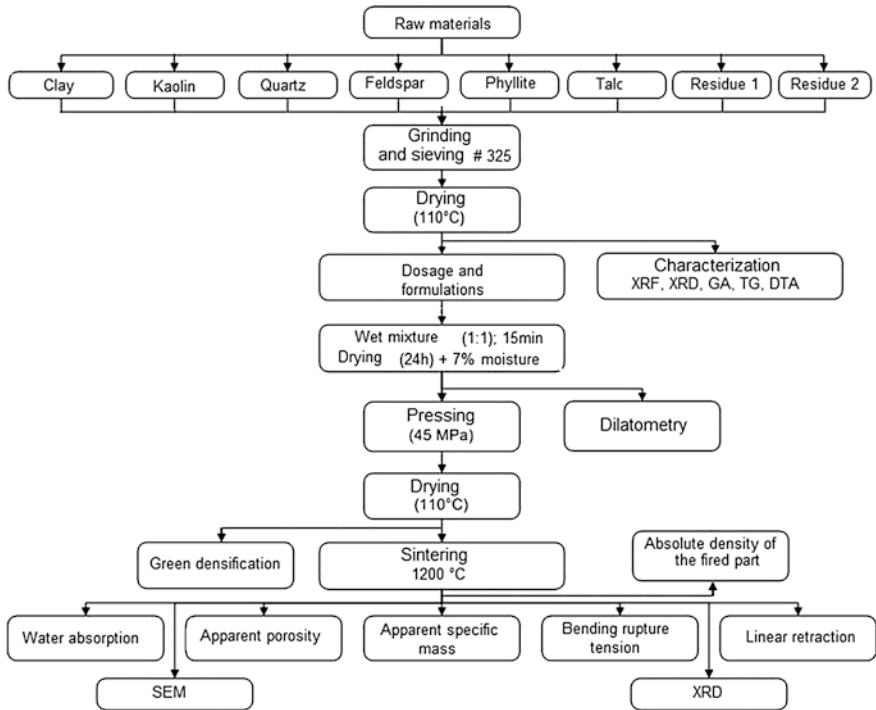 Raw materials
Clay
Kaolin
Quartz
Feldspar
Phyllite
Talc
Residue 1
Residue 2
Grinding
and sieving # 325
Drying
(110°C)
Dosage and
formulations
Characterization
XRF, XRD, GA, TG, DTA
Wet mixture (1:1); 15min
Drying (24h) + 7% moisture
Pressing
(45 MPa)
Dilatometry
Drying
(110°C)
Green densification
Sintering
1200 °C
Absolute density of
the fired part
Water absorption
Apparent porosity
Apparent specific
mass
Bending rupture
tension
Linear retraction
SEM
XRD